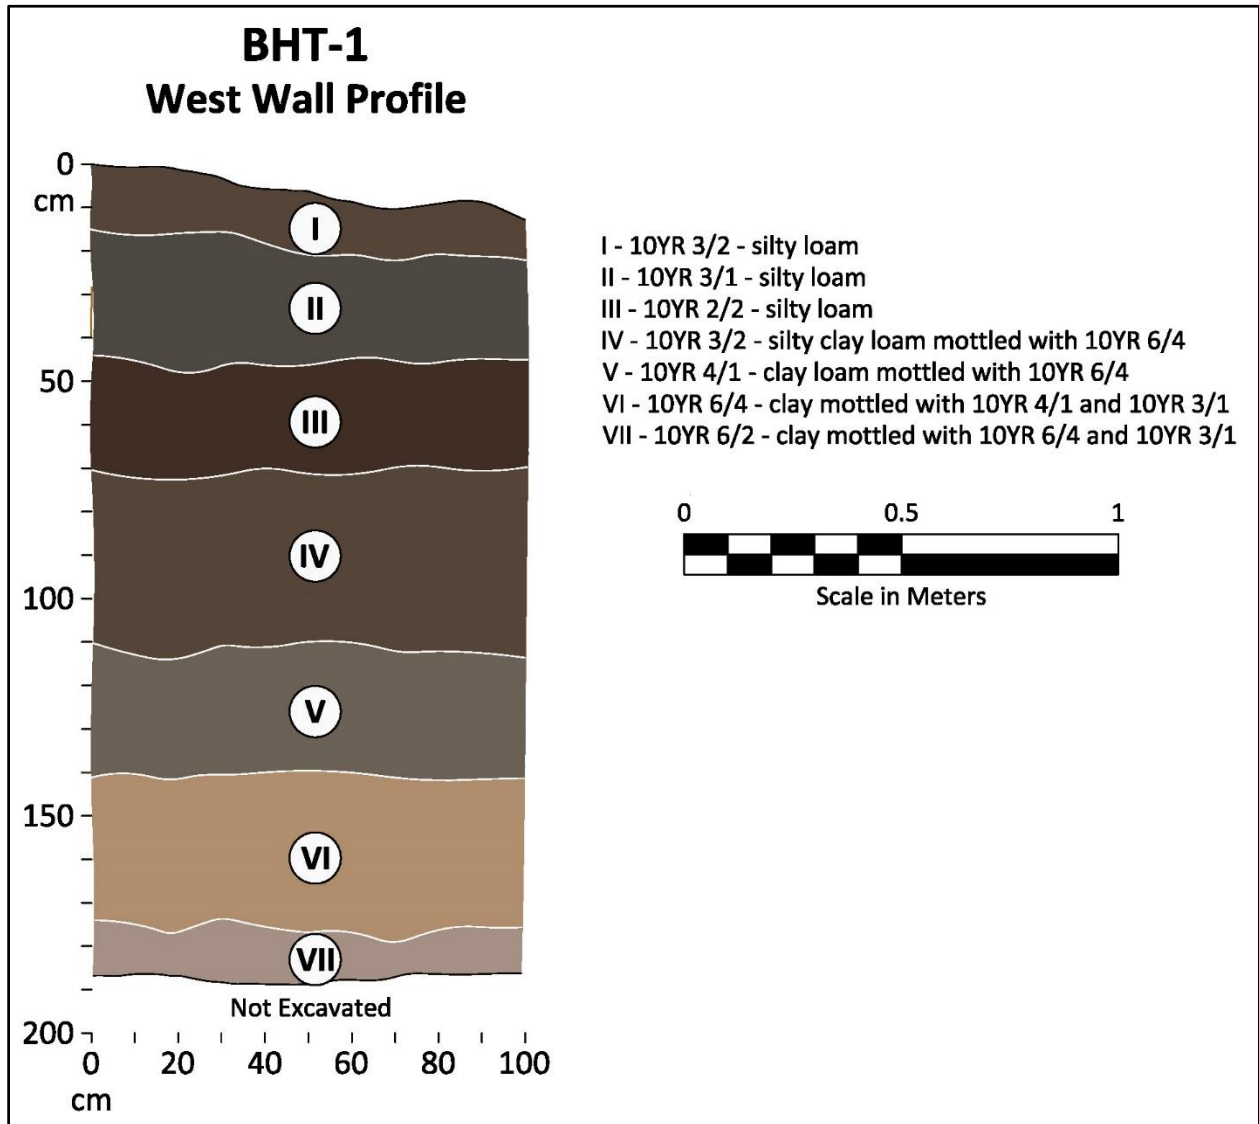 BHT-1
West Wall Profile
0
cm
50
100
150
200
I
II
III
IV
V
VI
VII
Not Excavated
0 20 40 60 80 100
cm
I - 10YR 3/2 - silty loam
II - 10YR 3/1 - silty loam
III - 10YR 2/2 - silty loam
IV - 10YR 3/2 - silty clay loam mottled with 10YR 6/4
V - 10YR 4/1 - clay loam mottled with 10YR 6/4
VI - 10YR 6/4 - clay mottled with 10YR 4/1 and 10YR 3/1
VII - 10YR 6/2 - clay mottled with 10YR 6/4 and 10YR 3/1
0 0.5 1
Scale in Meters